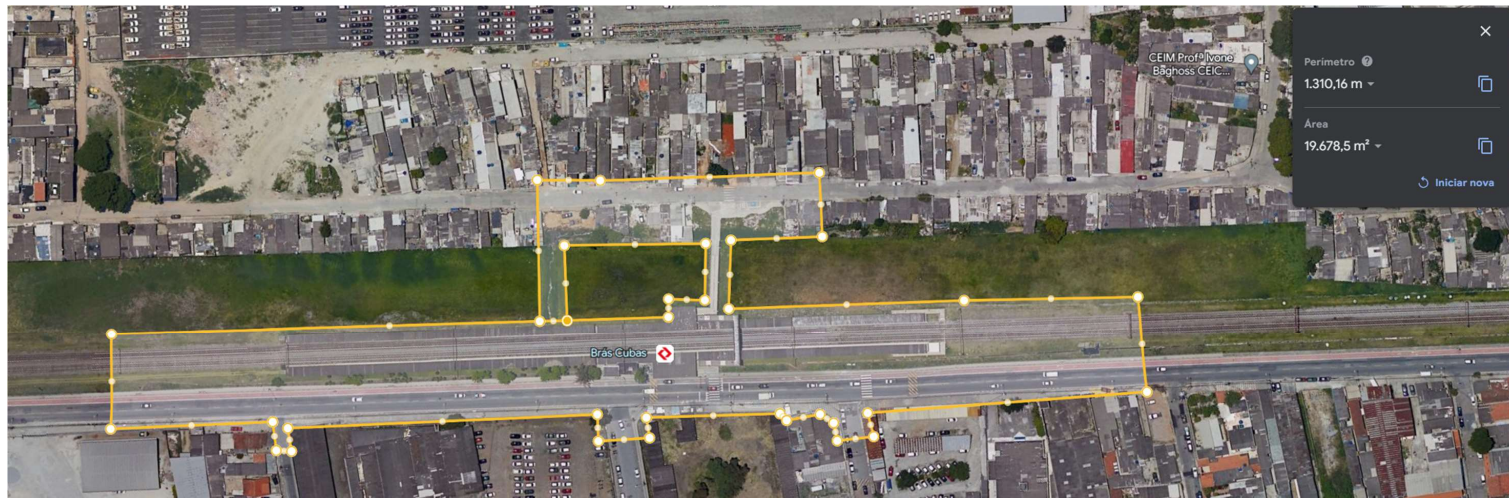 CEIM Profª Ivone
Baghoss CEIC...
Perímetro
1.310,16 m
Área
19.678,5 m²
Iniciar nova
Brás Cubas